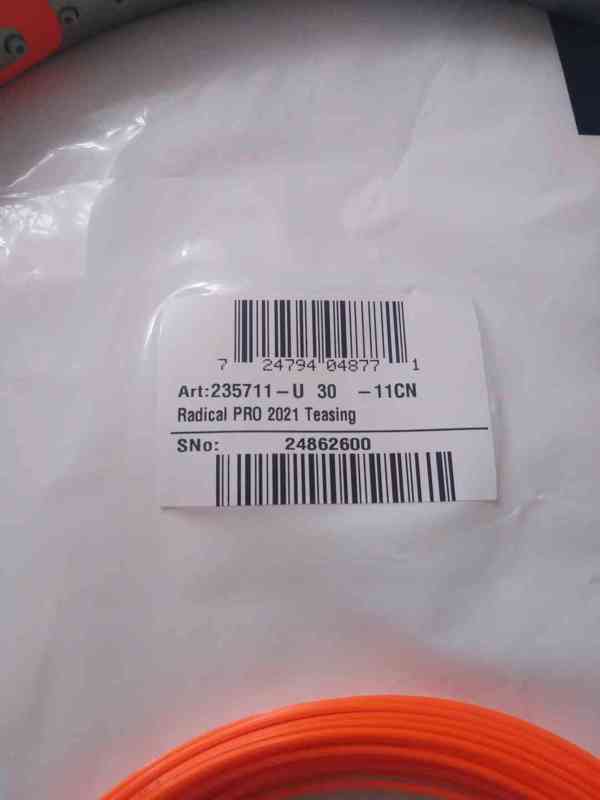 7 24794 04877 1
Art:235711-U 30 -11CN
Radical PRO 2021 Teasing
SNo: 24862600